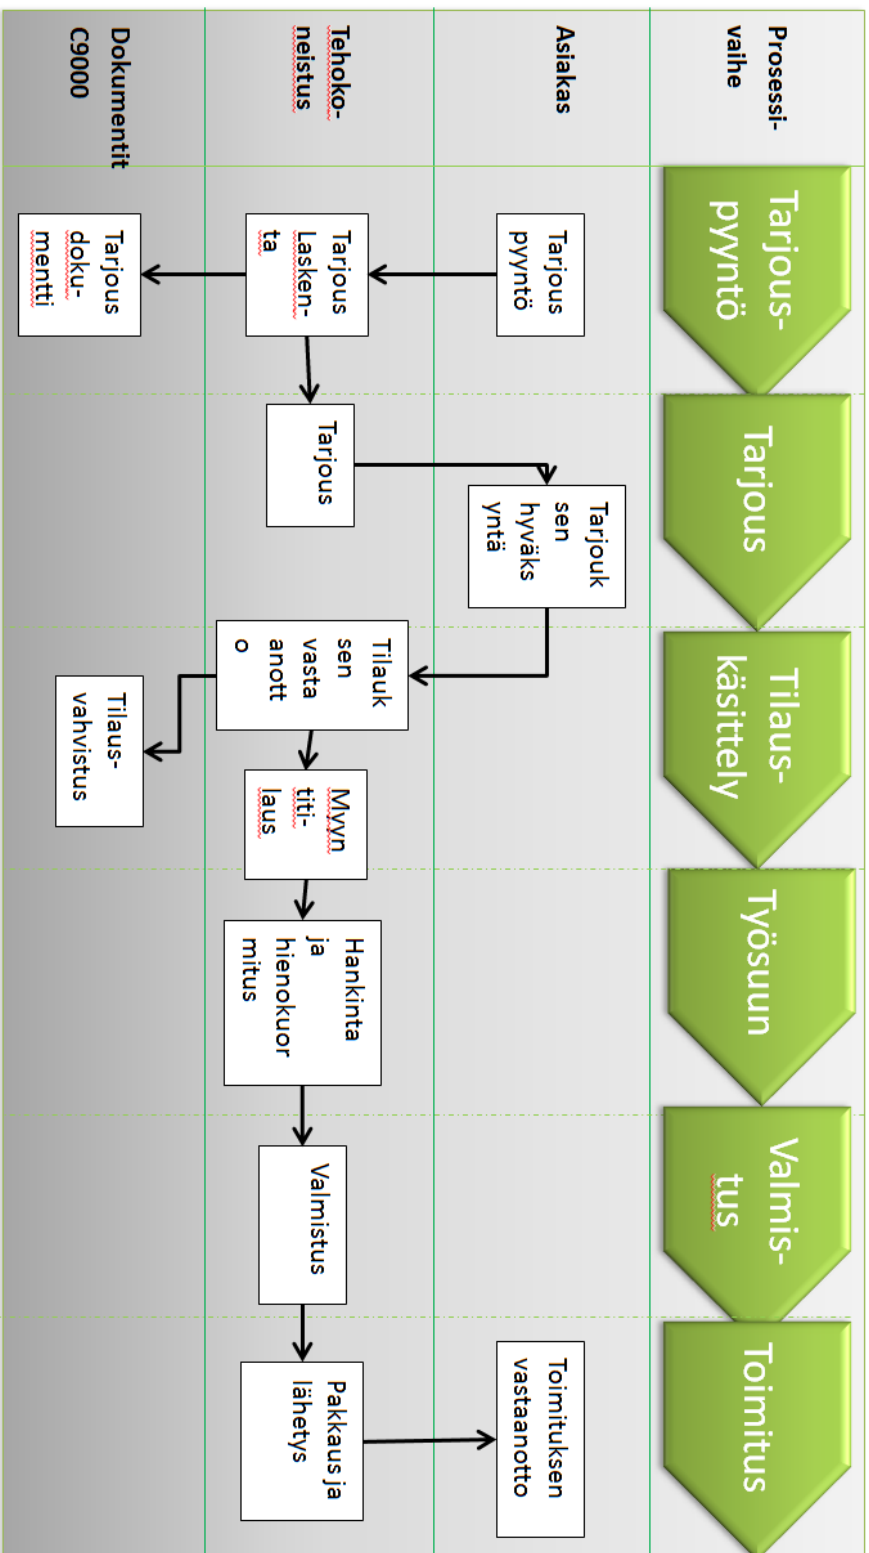 Prosessi-
vaihe
Tarjous-
pyyntö
Tarjous
Tilaus-
käsittely
Työsuun
Valmis-
tus
Toimitus
Asiakas
Tarjous
pyyntö
Tarjouk
sen
hyväks
yntä
Toimituksen
vastaanotto
Tehoko-
neistus
Tarjous
Lasken-
ta
Tarjous
Tilauk
sen
vasta
anott
o
Myyn
titi-
laus
Hankinta
ja
hienokuor
mitus
Valmistus
Pakkaus ja
lähetys
Dokumentit
C9000
Tarjous
doku-
mentti
Tilaus-
vahvistus